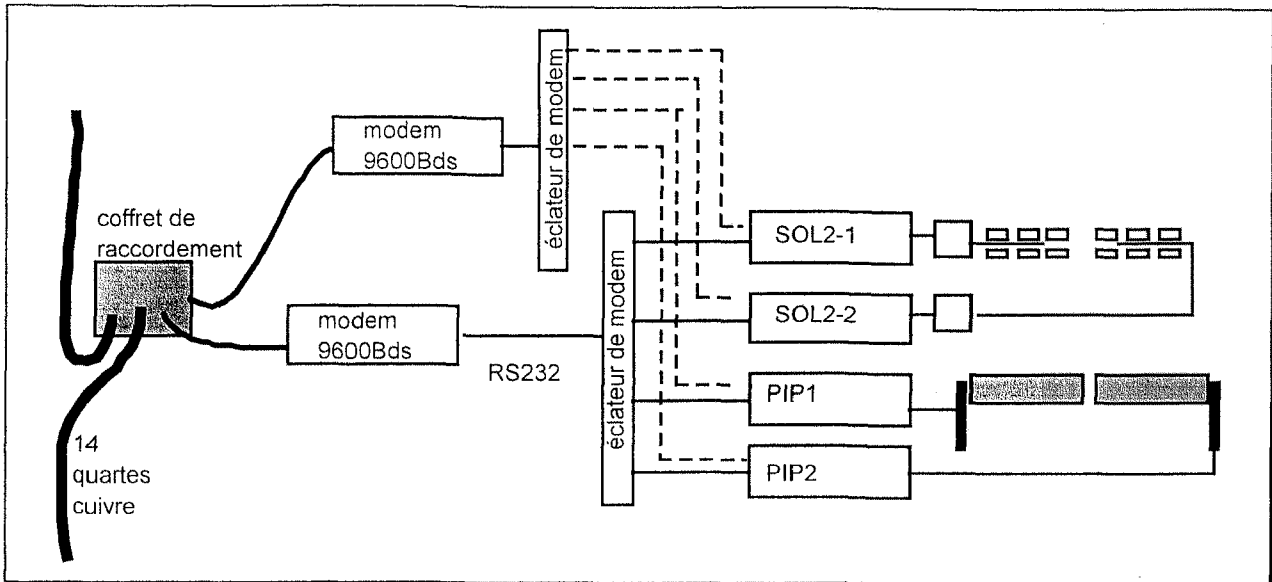 modem
9600Bds
éclateur de modem
coffret de
raccordement
modem
9600Bds
RS232
éclateur de modem
SOL2-1
SOL2-2
PIP1
PIP2
14
quartes
cuivre